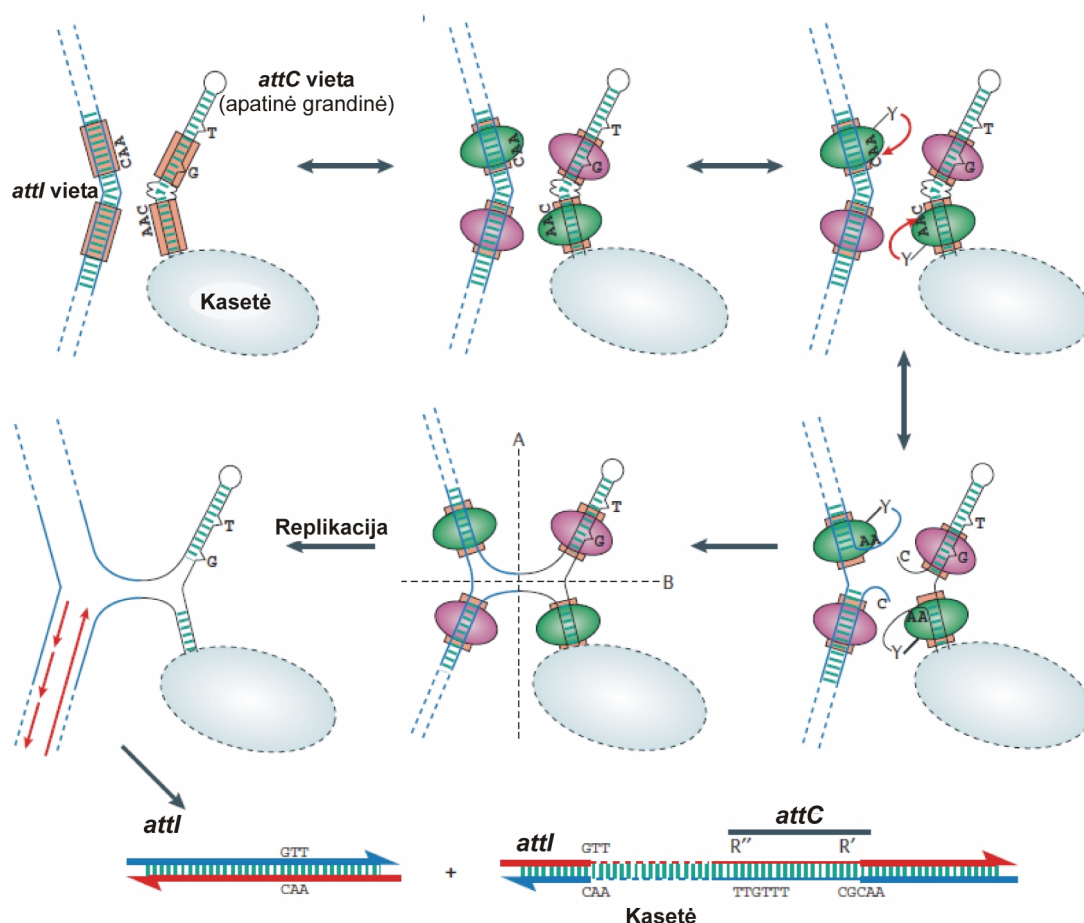 attC vieta
(apatinė grandinė)
attI vieta
CAA
T
G
AAC
Kasetė
CAA
T
G
AAC
Y
CAA
T
G
AAC
Y
Replikacija
T
G
A
T
G
B
Y
AA
T
G
C
C
AA
Y
attI
GTT
CAA
+
attI
GTT
attC
R″
R′
CAA
TTGTTT
CGCAA
Kasetė